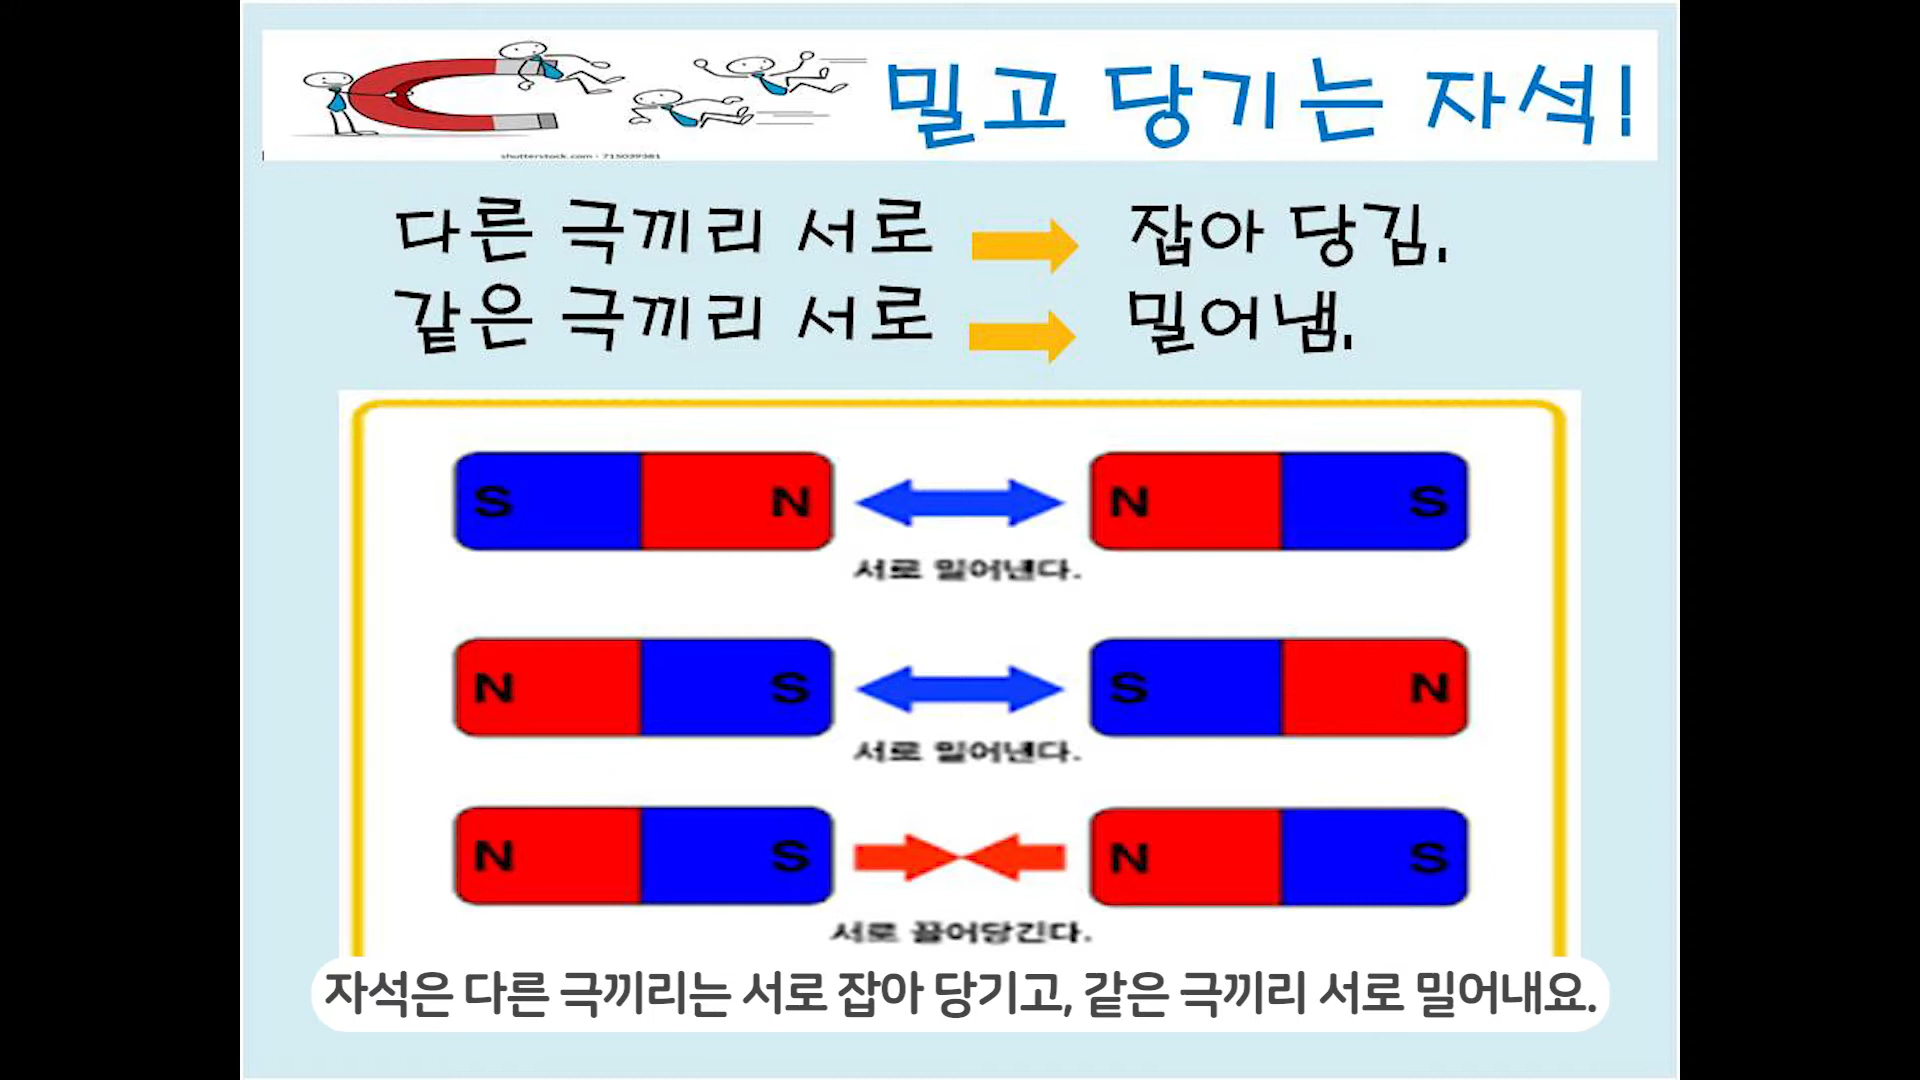 밀고 당기는 자석!
shutterstock.com · 715039381
다른 극끼리 서로 잡아 당김.
같은 극끼리 서로 밀어냄.
S N N S
서로 밀어낸다.
N S S N
서로 밀어낸다.
N S N S
서로 끌어당긴다.
자석은 다른 극끼리는 서로 잡아 당기고, 같은 극끼리 서로 밀어내요.